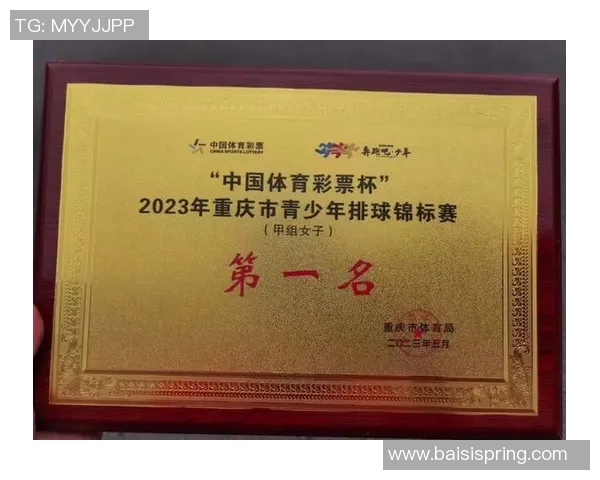 TG: MYYJJPP
中国体育彩票
CHINA SPORTS LOTTERY
奔跑吧·少年
“中国体育彩票杯”
2023年重庆市青少年排球锦标赛
（甲组女子）
第一名
重庆市体育局
二〇二三年五月
www.baisispring.com